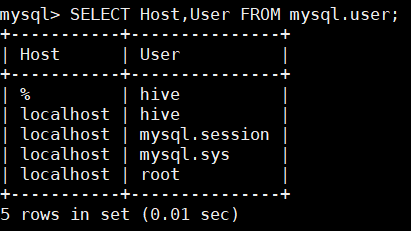 mysql> SELECT Host,User FROM mysql.user;
+-----------+---------------+
| Host      | User          |
+-----------+---------------+
| %         | hive          |
| localhost | hive          |
| localhost | mysql.session |
| localhost | mysql.sys     |
| localhost | root          |
+-----------+---------------+
5 rows in set (0.01 sec)